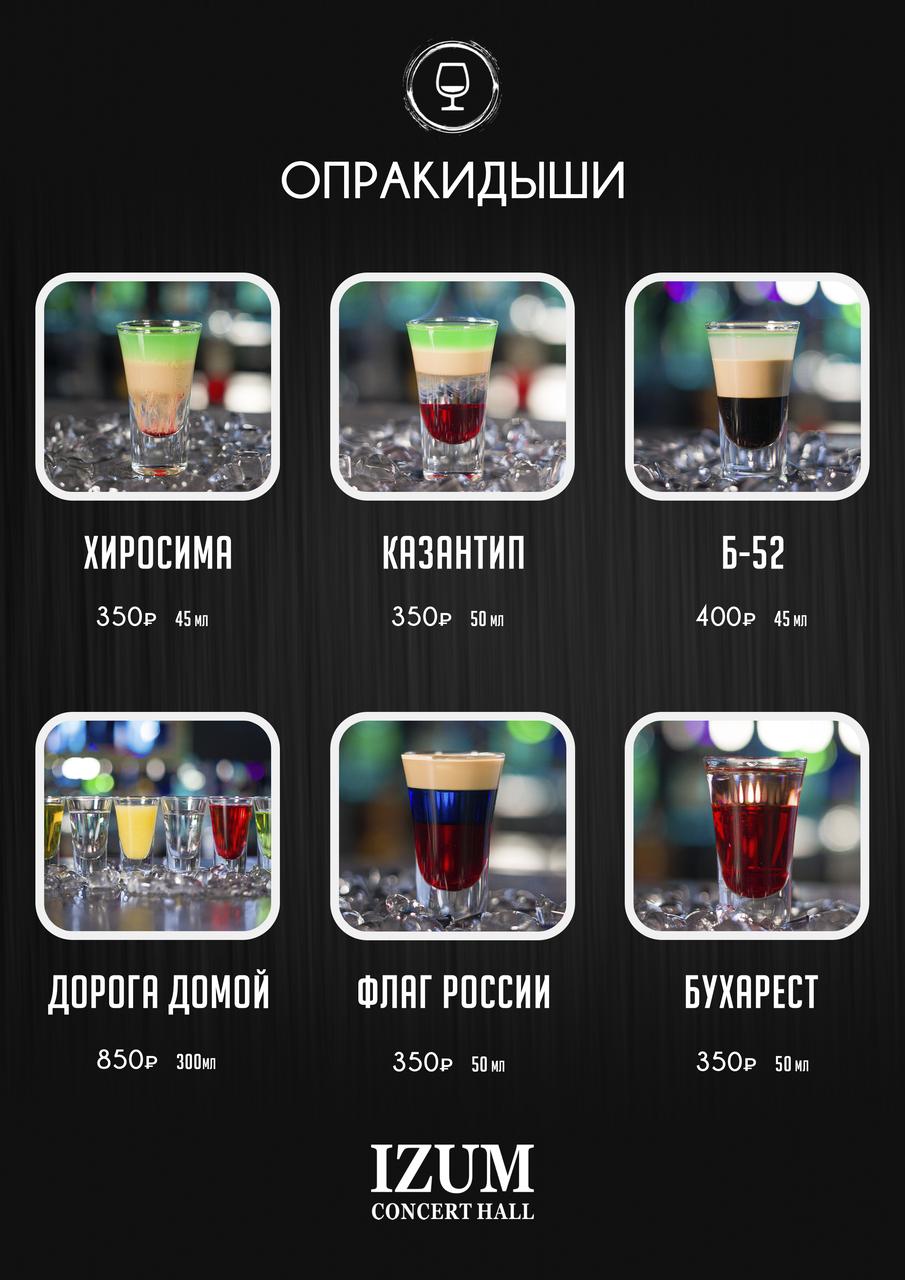 ОПРАКИДЫШИ
ХИРОСИМА
350₽ 45 мл
КАЗАНТИП
350₽ 50 мл
Б-52
400₽ 45 мл
ДОРОГА ДОМОЙ
850₽ 300мл
ФЛАГ РОССИИ
350₽ 50 мл
БУХАРЕСТ
350₽ 50 мл
IZUM
CONCERT HALL